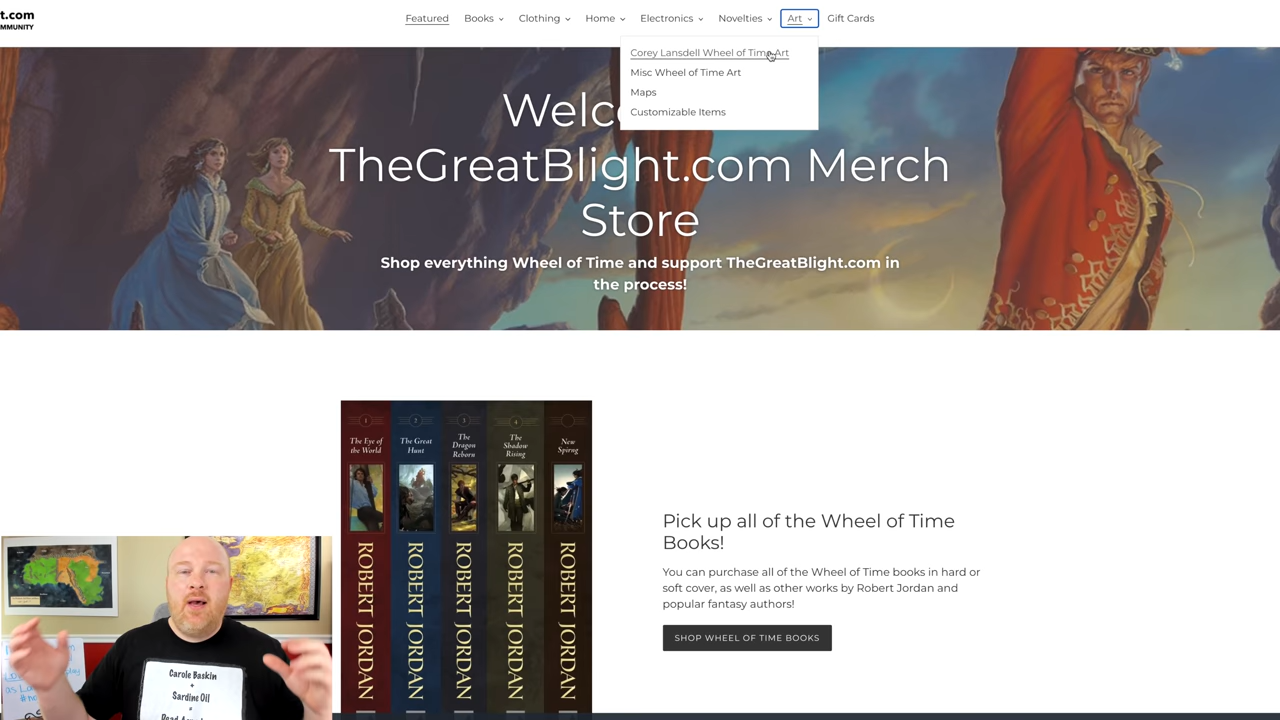 t.com
MMUNITY
Featured Books Clothing Home Electronics Novelties Art Gift Cards
Corey Lansdell Wheel of Time Art
Misc Wheel of Time Art
Maps
Customizable Items
TheGreatBlight.com Merch
Store
Shop everything Wheel of Time and support TheGreatBlight.com in
the process!
1 2 3 4
The Eye of
the World
The Great
Hunt
The
Dragon
Reborn
The
Shadow
Rising
New
Spirng
ROBERT JORDAN
ROBERT JORDAN
ROBERT JORDAN
ROBERT JORDAN
ROBERT JORDAN
Pick up all of the Wheel of Time
Books!
You can purchase all of the Wheel of Time books in hard or
soft cover, as well as other works by Robert Jordan and
popular fantasy authors!
SHOP WHEEL OF TIME BOOKS
Carole Baskin
+
Sardine Oil
=